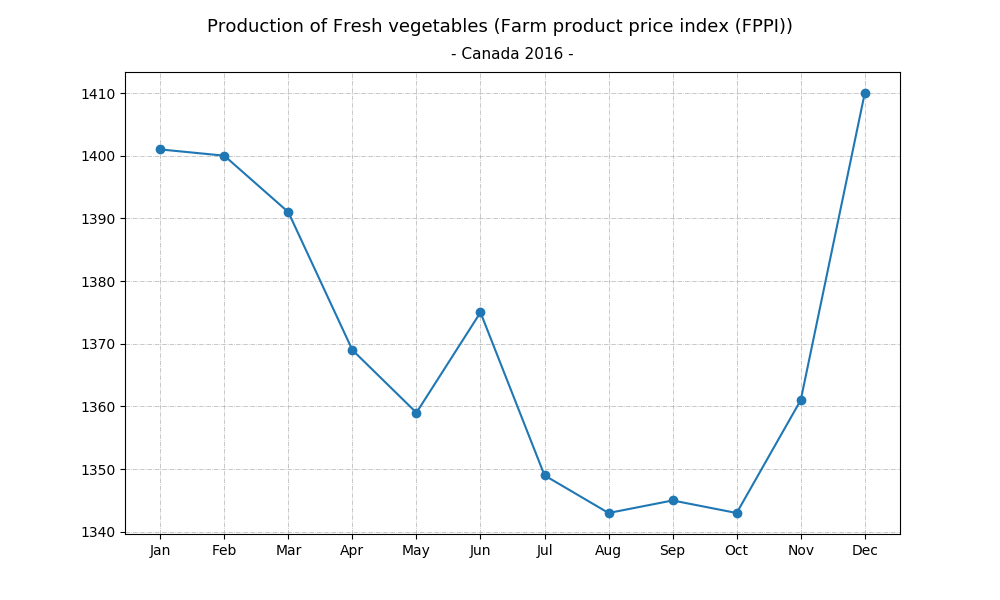 Production of Fresh vegetables (Farm product price index (FPPI))
- Canada 2016 -
1410
1400
1390
1380
1370
1360
1350
1340
Jan Feb Mar Apr May Jun Jul Aug Sep Oct Nov Dec